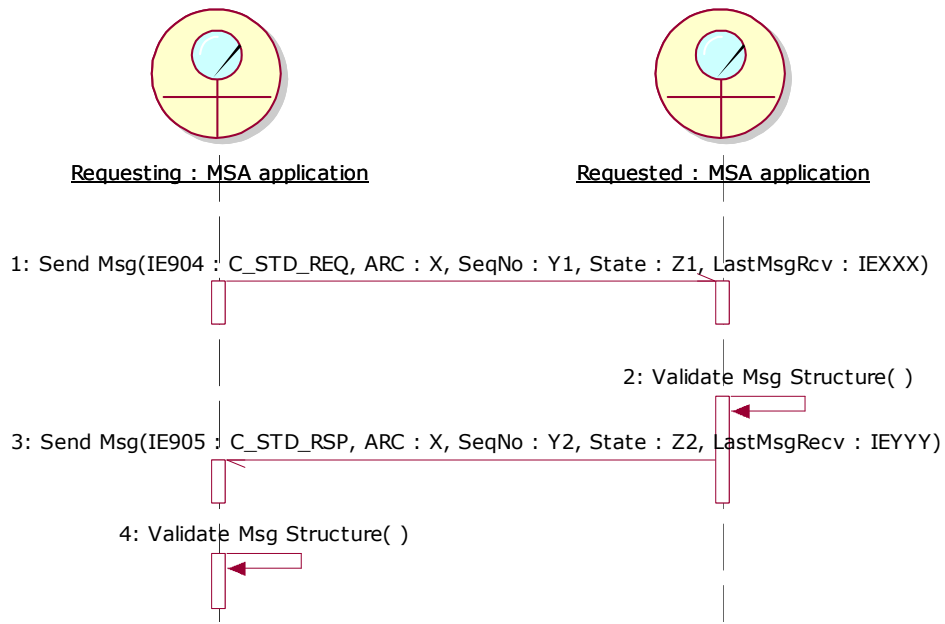 Requesting : MSA application
Requested : MSA application
1: Send Msg(IE904 : C_STD_REQ, ARC : X, SeqNo : Y1, State : Z1, LastMsgRcv : IEXXX)
2: Validate Msg Structure( )
3: Send Msg(IE905 : C_STD_RSP, ARC : X, SeqNo : Y2, State : Z2, LastMsgRecv : IEYYY)
4: Validate Msg Structure( )